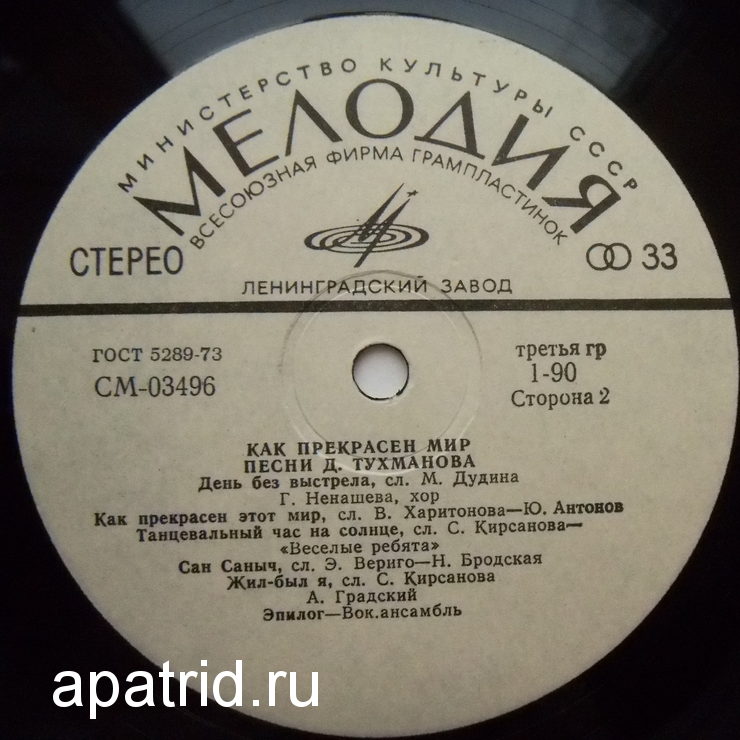 МИНИСТЕРСТВО КУЛЬТУРЫ СССР
МЕЛОДИЯ
ВСЕСОЮЗНАЯ ФИРМА ГРАМПЛАСТИНОК
СТЕРЕО
33
ЛЕНИНГРАДСКИЙ ЗАВОД
ГОСТ 5289-73
СМ-03496
третья гр
1-90
Сторона 2
КАК ПРЕКРАСЕН МИР
ПЕСНИ Д. ТУХМАНОВА
День без выстрела, сл. М. Дудина
Г. Ненашева, хор
Как прекрасен этот мир, сл. В. Харитонова—Ю. Антонов
Танцевальный час на солнце, сл. С. Кирсанова—
«Веселые ребята»
Сан Саныч, сл. Э. Вериго—Н. Бродская
Жил-был я, сл. С. Кирсанова
А. Градский
Эпилог—Вок.ансамбль
apatrid.ru